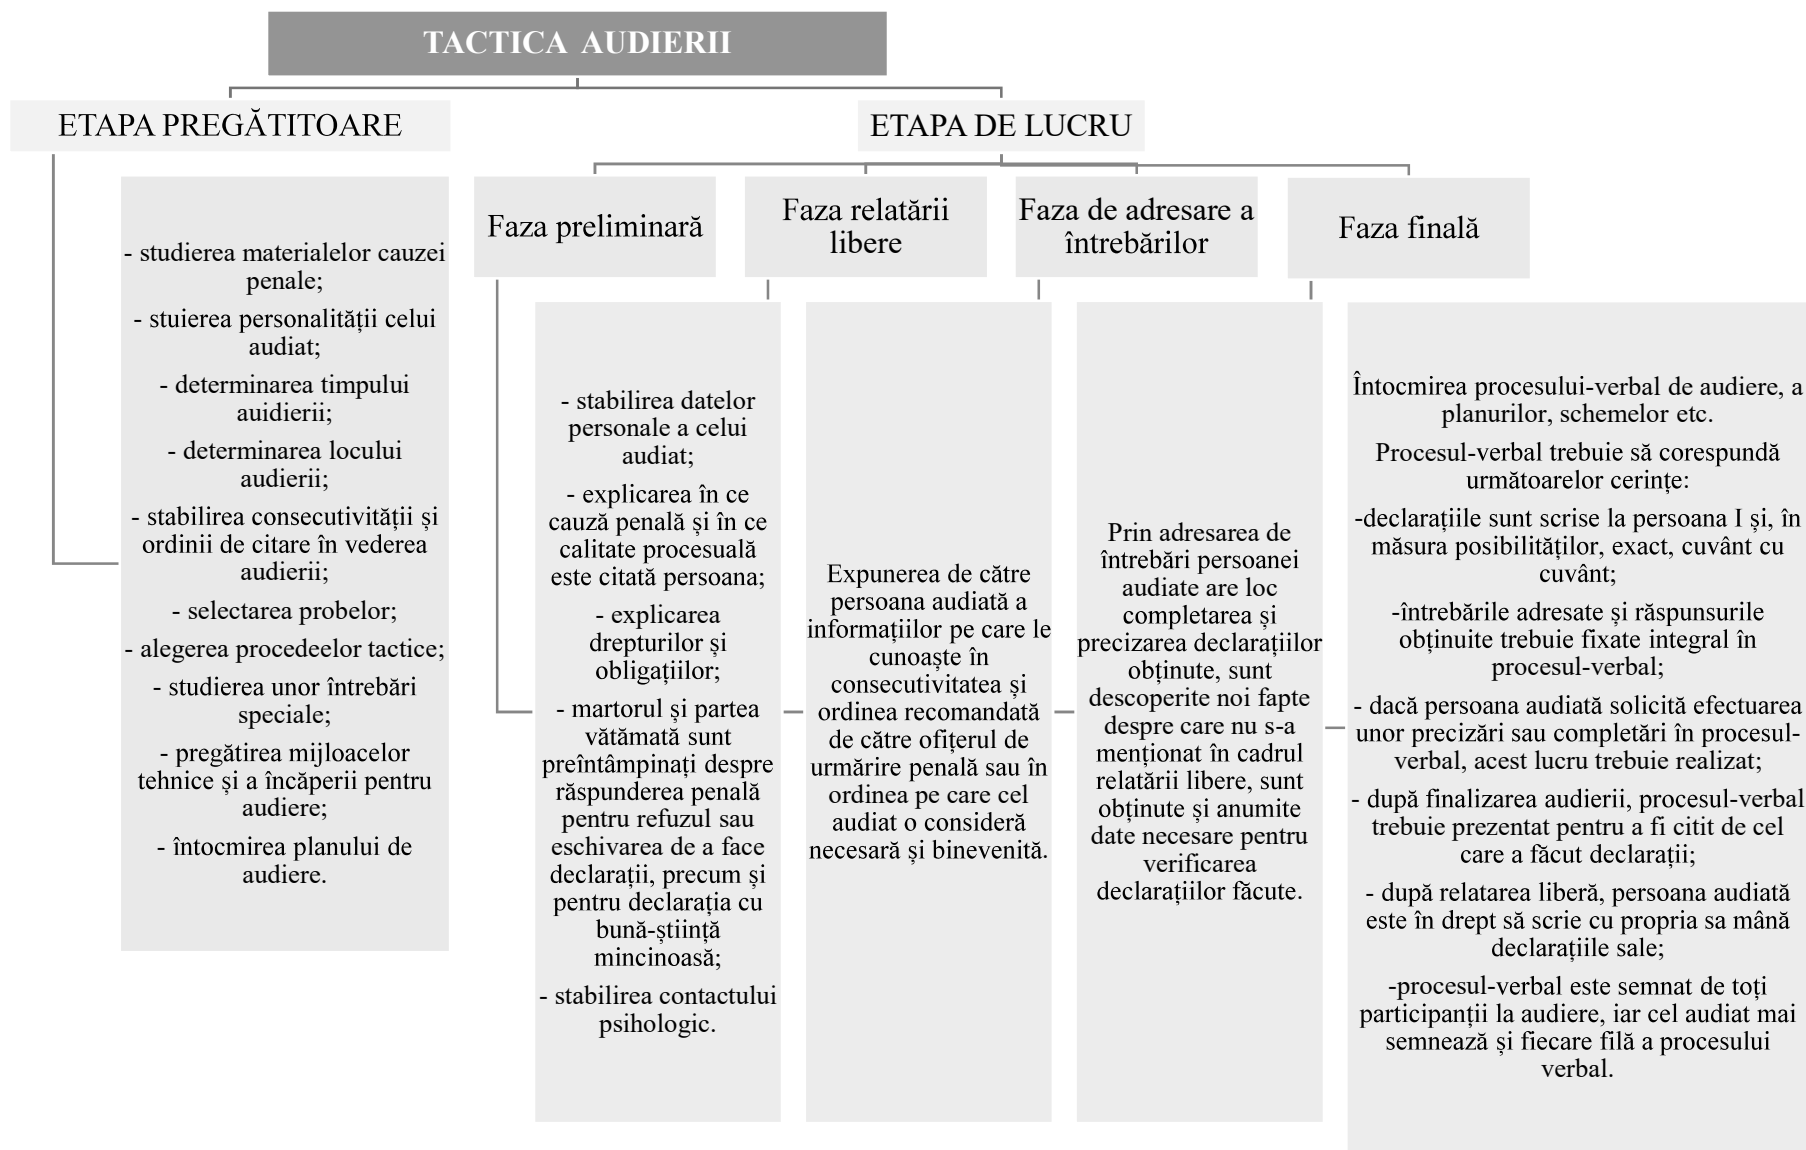 TACTICA AUDIERII
ETAPA PREGĂTITOARE
- studierea materialelor cauzei
penale;
- stuierea personalității celui
audiat;
- determinarea timpului
auidierii;
- determinarea locului
audierii;
- stabilirea consecutivității și
ordinii de citare în vederea
audierii;
- selectarea probelor;
- alegerea procedeelor tactice;
- studierea unor întrebări
speciale;
- pregătirea mijloacelor
tehnice și a încăperii pentru
audiere;
- întocmirea planului de
audiere.
ETAPA DE LUCRU
Faza preliminară
- stabilirea datelor
personale a celui
audiat;
- explicarea în ce
cauză penală și în ce
calitate procesuală
este citată persoana;
- explicarea
drepturilor și
obligațiilor;
- martorul și partea
vătămată sunt
preîntâmpinați despre
răspunderea penală
pentru refuzul sau
eschivarea de a face
declarații, precum și
pentru declarația cu
bună-știință
mincinoasă;
- stabilirea contactului
psihologic.
Faza relatării
libere
Expunerea de către
persoana audiată a
informațiilor pe care le
cunoaște în
consecutivitatea și
ordinea recomandată
de către ofițerul de
urmărire penală sau în
ordinea pe care cel
audiat o consideră
necesară și binevenită.
Faza de adresare a
întrebărilor
Prin adresarea de
întrebări persoanei
audiate are loc
completarea și
precizarea declarațiilor
obținute, sunt
descoperite noi fapte
despre care nu s-a
menționat în cadrul
relatării libere, sunt
obținute și anumite
date necesare pentru
verificarea
declarațiilor făcute.
Faza finală
Întocmirea procesului-verbal de audiere, a
planurilor, schemelor etc.
Procesul-verbal trebuie să corespundă
următoarelor cerințe:
-declarațiile sunt scrise la persoana I și, în
măsura posibilităților, exact, cuvânt cu
cuvânt;
-întrebările adresate și răspunsurile
obținuite trebuie fixate integral în
procesul-verbal;
- dacă persoana audiată solicită efectuarea
unor precizări sau completări în procesul-
verbal, acest lucru trebuie realizat;
- după finalizarea audierii, procesul-verbal
trebuie prezentat pentru a fi citit de cel
care a făcut declarații;
- după relatarea liberă, persoana audiată
este în drept să scrie cu propria sa mână
declarațiile sale;
-procesul-verbal este semnat de toți
participanții la audiere, iar cel audiat mai
semnează și fiecare filă a procesului
verbal.